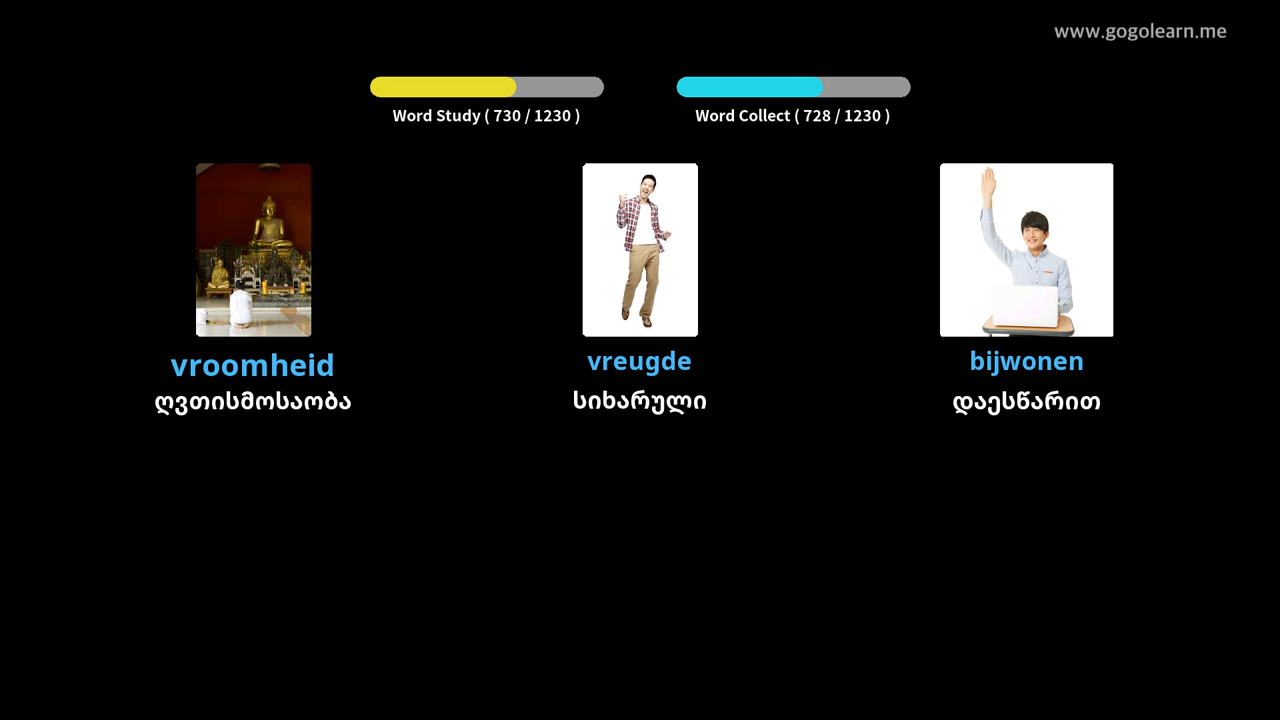 www.gogolearn.me
Word Study ( 730 / 1230 )
Word Collect ( 728 / 1230 )
vroomheid
vreugde
bijwonen
ღვთისმოსაობა
სიხარული
დაესწარით